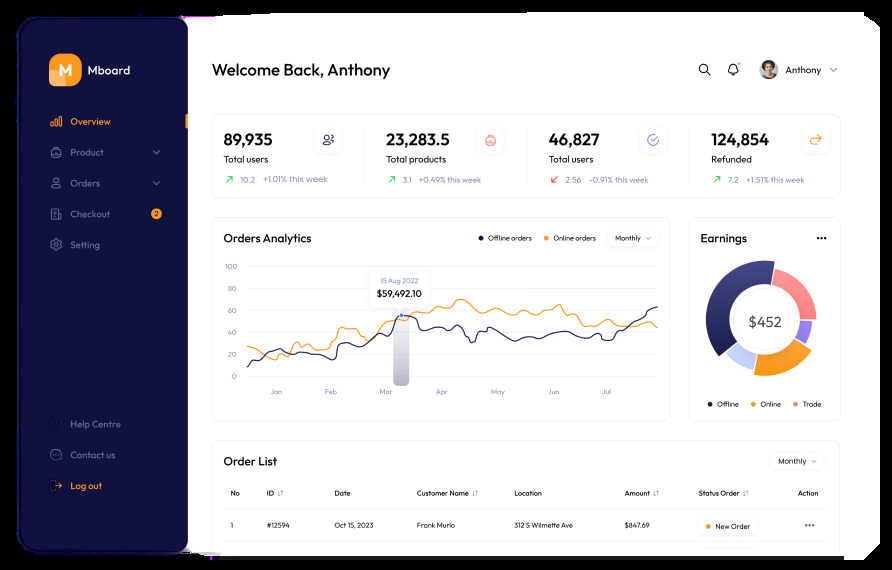 M Mboard
Welcome Back, Anthony
Anthony
Overview
Product
Orders
Checkout 2
Setting
Help Centre
Contact us
Log out
89,935
Total users
10.2 +1.01% this week
23,283.5
Total products
3.1 +0.49% this week
46,827
Total users
2.56 -0.91% this week
124,854
Refunded
7.2 +1.51% this week
Orders Analytics
Offline orders Online orders Monthly
100
80
60
40
20
0
15 Aug 2022
$59,492.10
Jan Feb Mar Apr May Jun Jul
Earnings
$452
Offline Online Trade
Order List Monthly
No ID Date Customer Name Location Amount Status Order Action
1 #12594 Oct 15, 2023 Frank Murlo 312 S Wilmette Ave $847.69 New Order